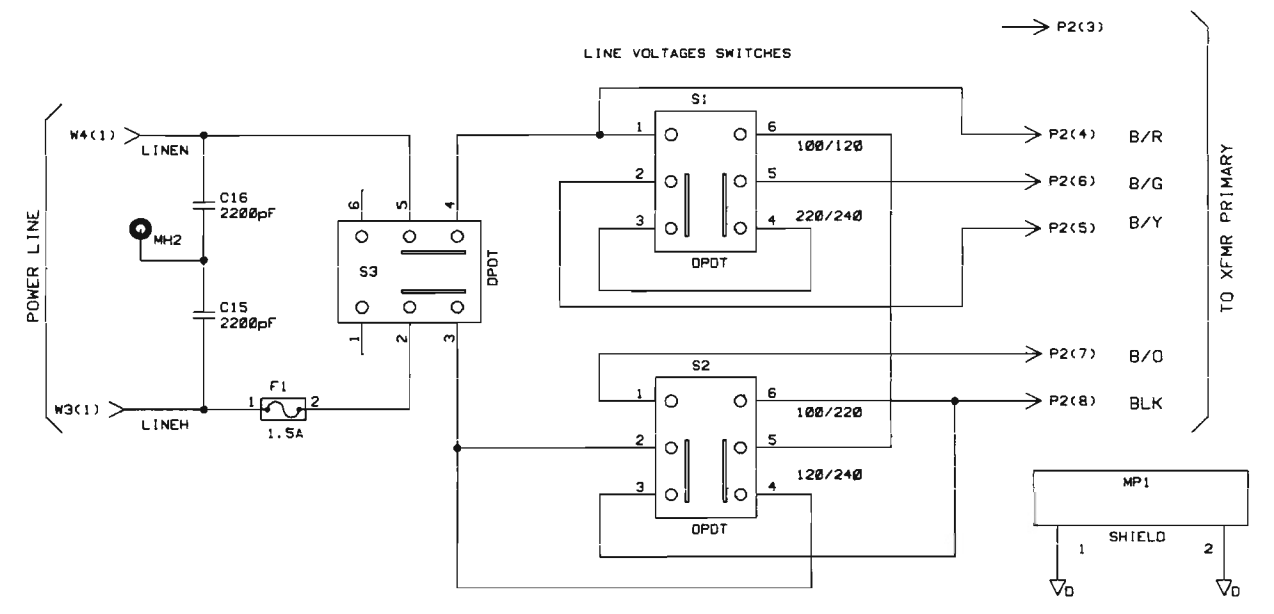 P2(3)
LINE VOLTAGES SWITCHES
S1
W4(1)
LINEN
1
6
100/120
P2(4)
B/R
2
5
P2(6)
B/G
C16
2200pF
6
5
4
3
4
220/240
P2(5)
B/Y
MH2
S3
DPDT
DPDT
POWER LINE
TO XFMR PRIMARY
C15
2200pF
1
2
3
S2
P2(7)
B/O
F1
1
2
1.5A
W3(1)
LINEH
1
6
100/220
P2(8)
BLK
2
5
3
4
120/240
DPDT
MP1
SHIELD
1
2
D
D